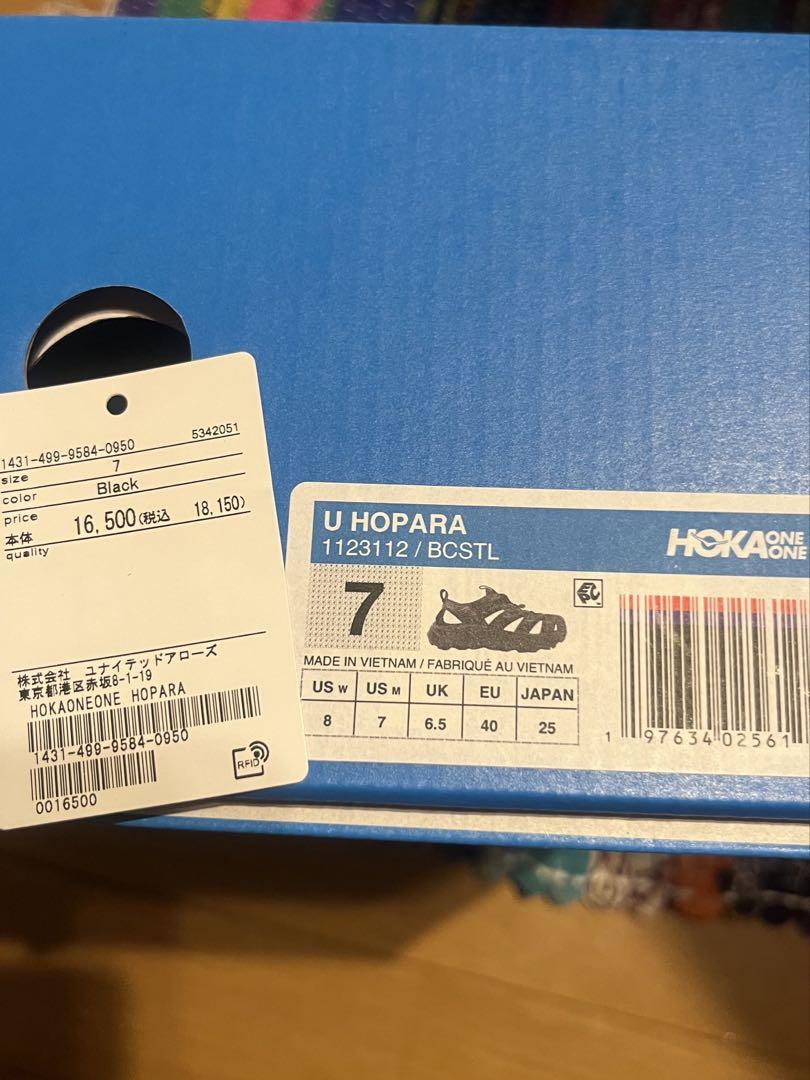 1431-499-9584-0950 5342051
size 7
color Black
price
本体 16,500(税込 18,150)
quality
株式会社 ユナイテッドアローズ
東京都港区赤坂8-1-19
HOKAONEONE HOPARA
1431-499-9584-0950
RFID
0016500
U HOPARA
1123112 / BCSTL
HOKA ONE ONE
7
MADE IN VIETNAM / FABRIQUÉ AU VIETNAM
US W US M UK EU JAPAN
8 7 6.5 40 25
1 97634 02561